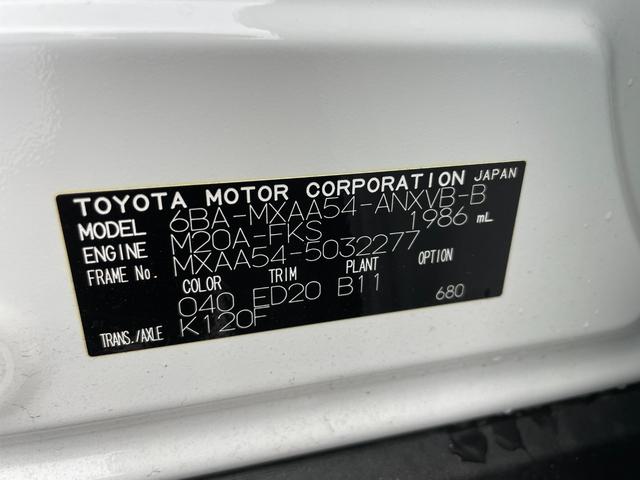 TOYOTA MOTOR CORPORATION JAPAN
MODEL 6BA-MXAA54-ANXVB-B
ENGINE M20A-FKS 1986 mL
FRAME No. MXAA54-5032277
COLOR TRIM PLANT OPTION
040 ED20 B11 680
TRANS./AXLE K120F